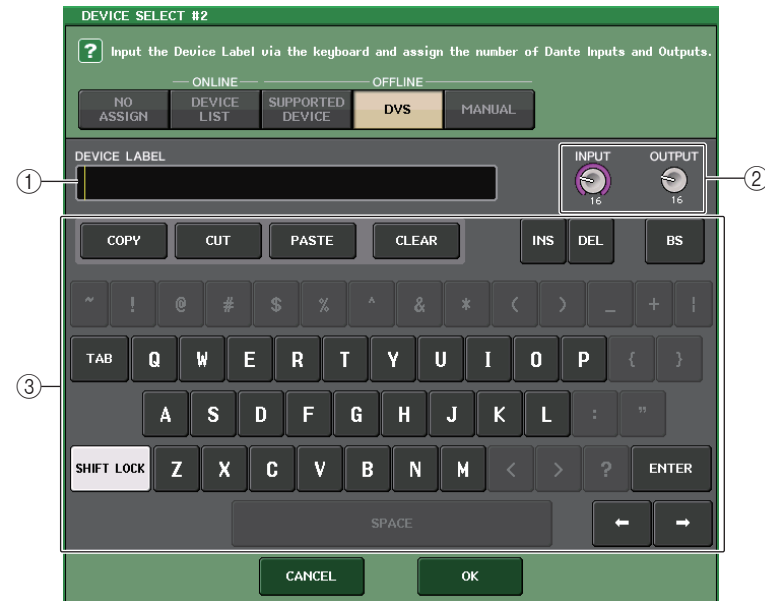 DEVICE SELECT #2
? Input the Device Label via the keyboard and assign the number of Dante Inputs and Outputs.
ONLINE OFFLINE
NO ASSIGN DEVICE LIST SUPPORTED DEVICE DVS MANUAL
DEVICE LABEL INPUT OUTPUT
① ②
16 16
COPY CUT PASTE CLEAR INS DEL BS
~ ! @ # $ % ^ & * ( ) _ + ¦
TAB Q W E R T Y U I O P { }
③
A S D F G H J K L : "
SHIFT LOCK Z X C V B N M < > ? ENTER
SPACE ← →
CANCEL OK